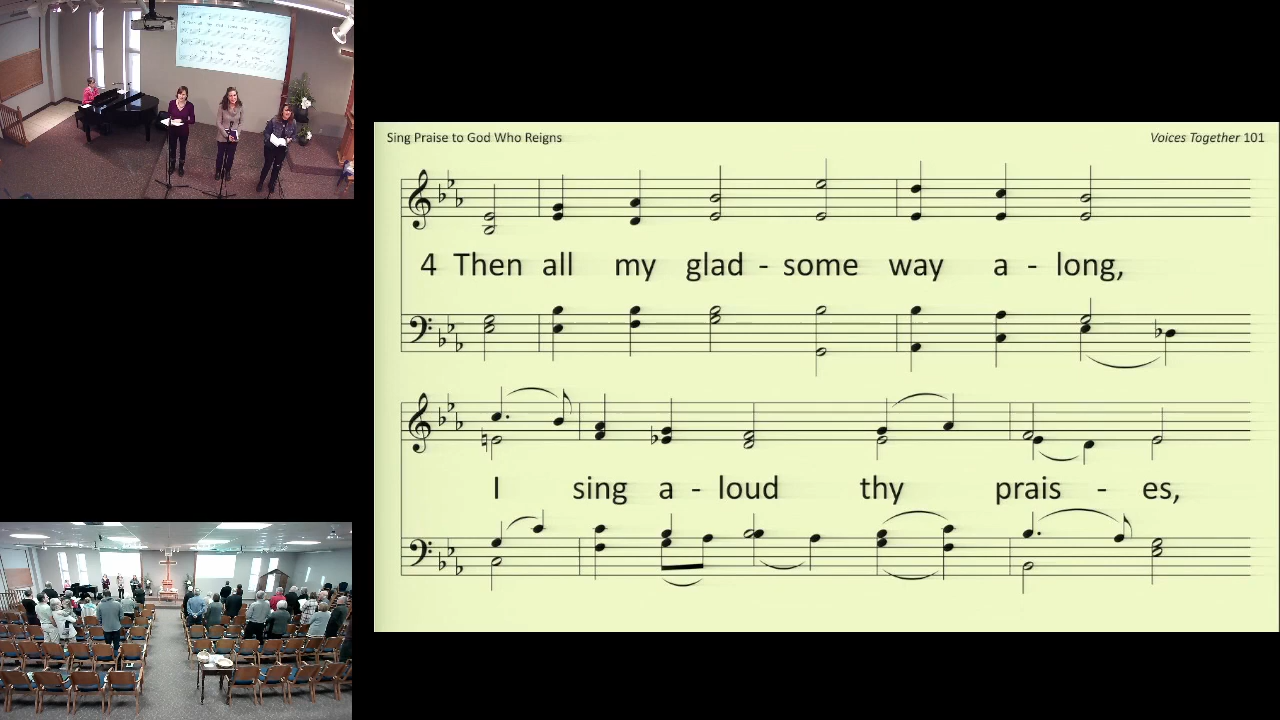 Sing Praise to God Who Reigns
Voices Together 101
4 Then all my glad - some way a - long,
I sing a - loud thy prais - es,